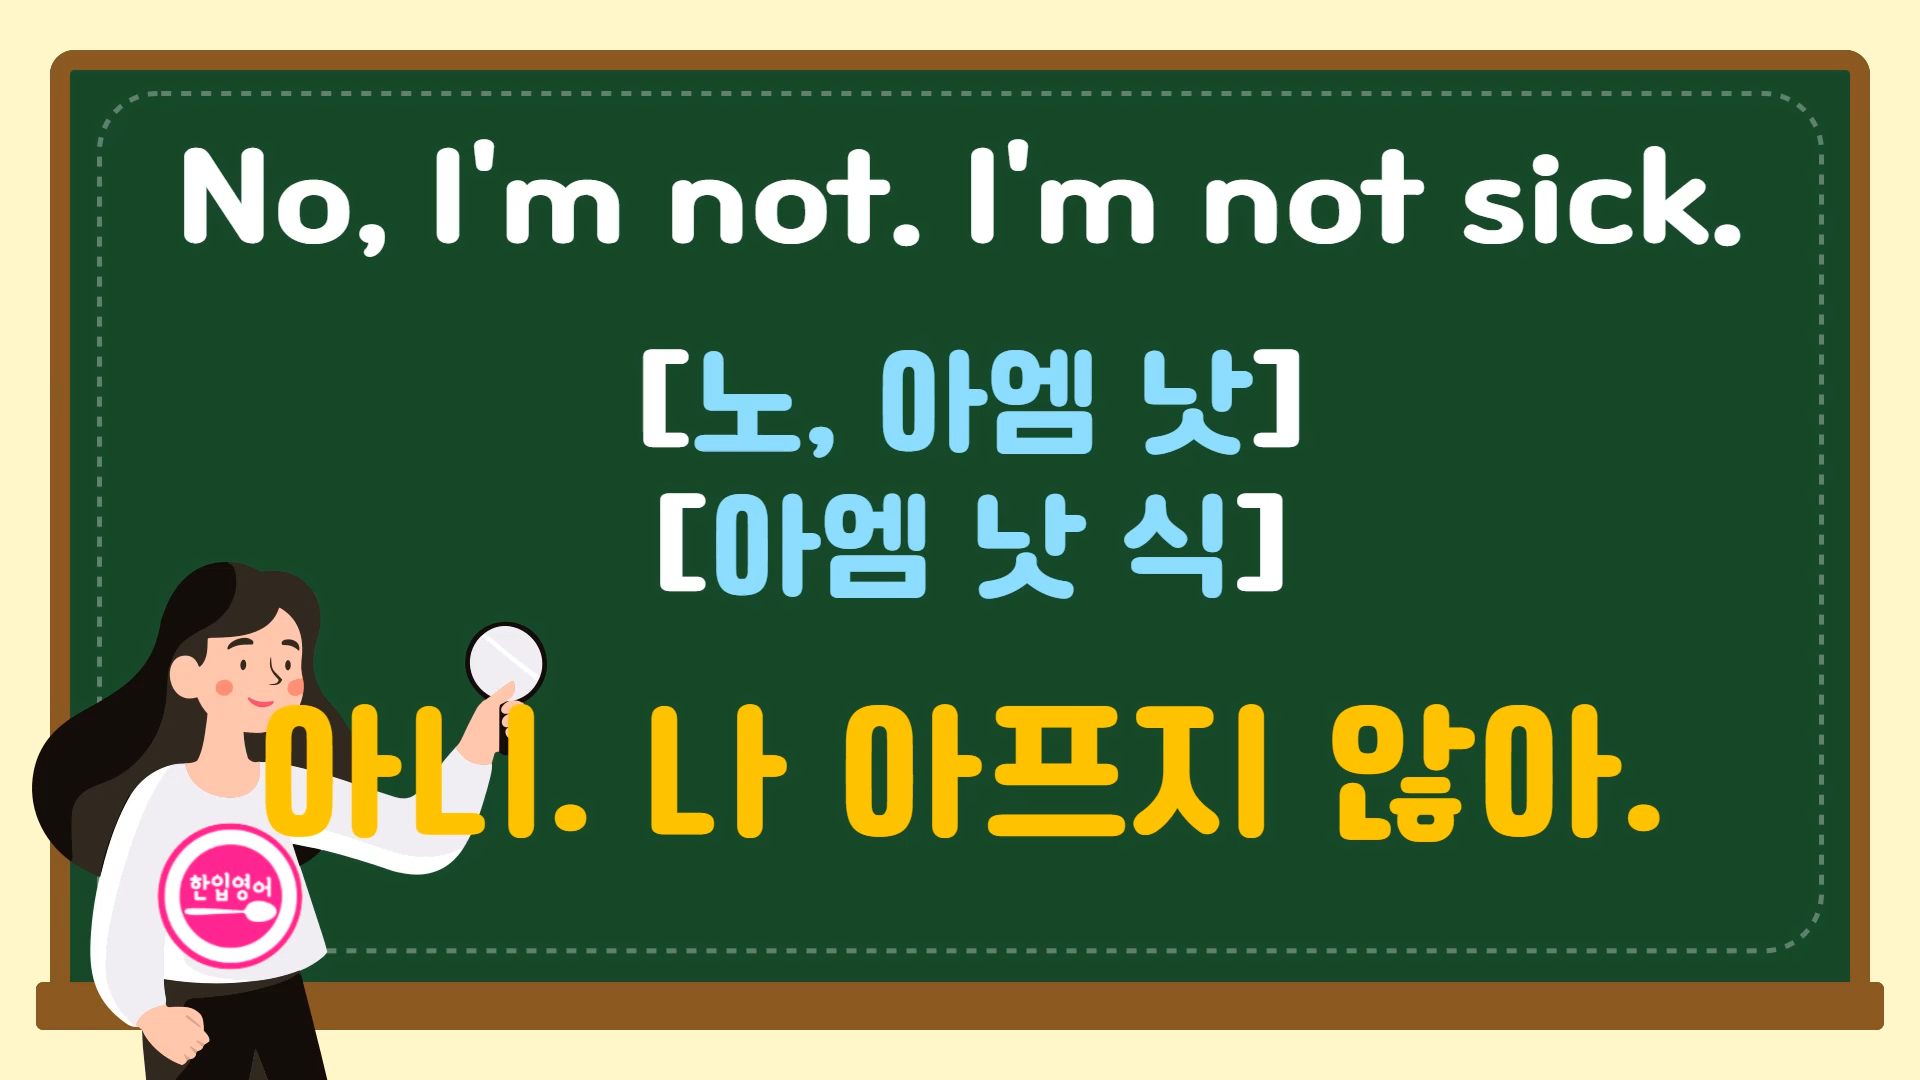 No, I'm not. I'm not sick.
[노, 아엠 낫]
[아엠 낫 식]
아니. 나 아프지 않아.
한입영어